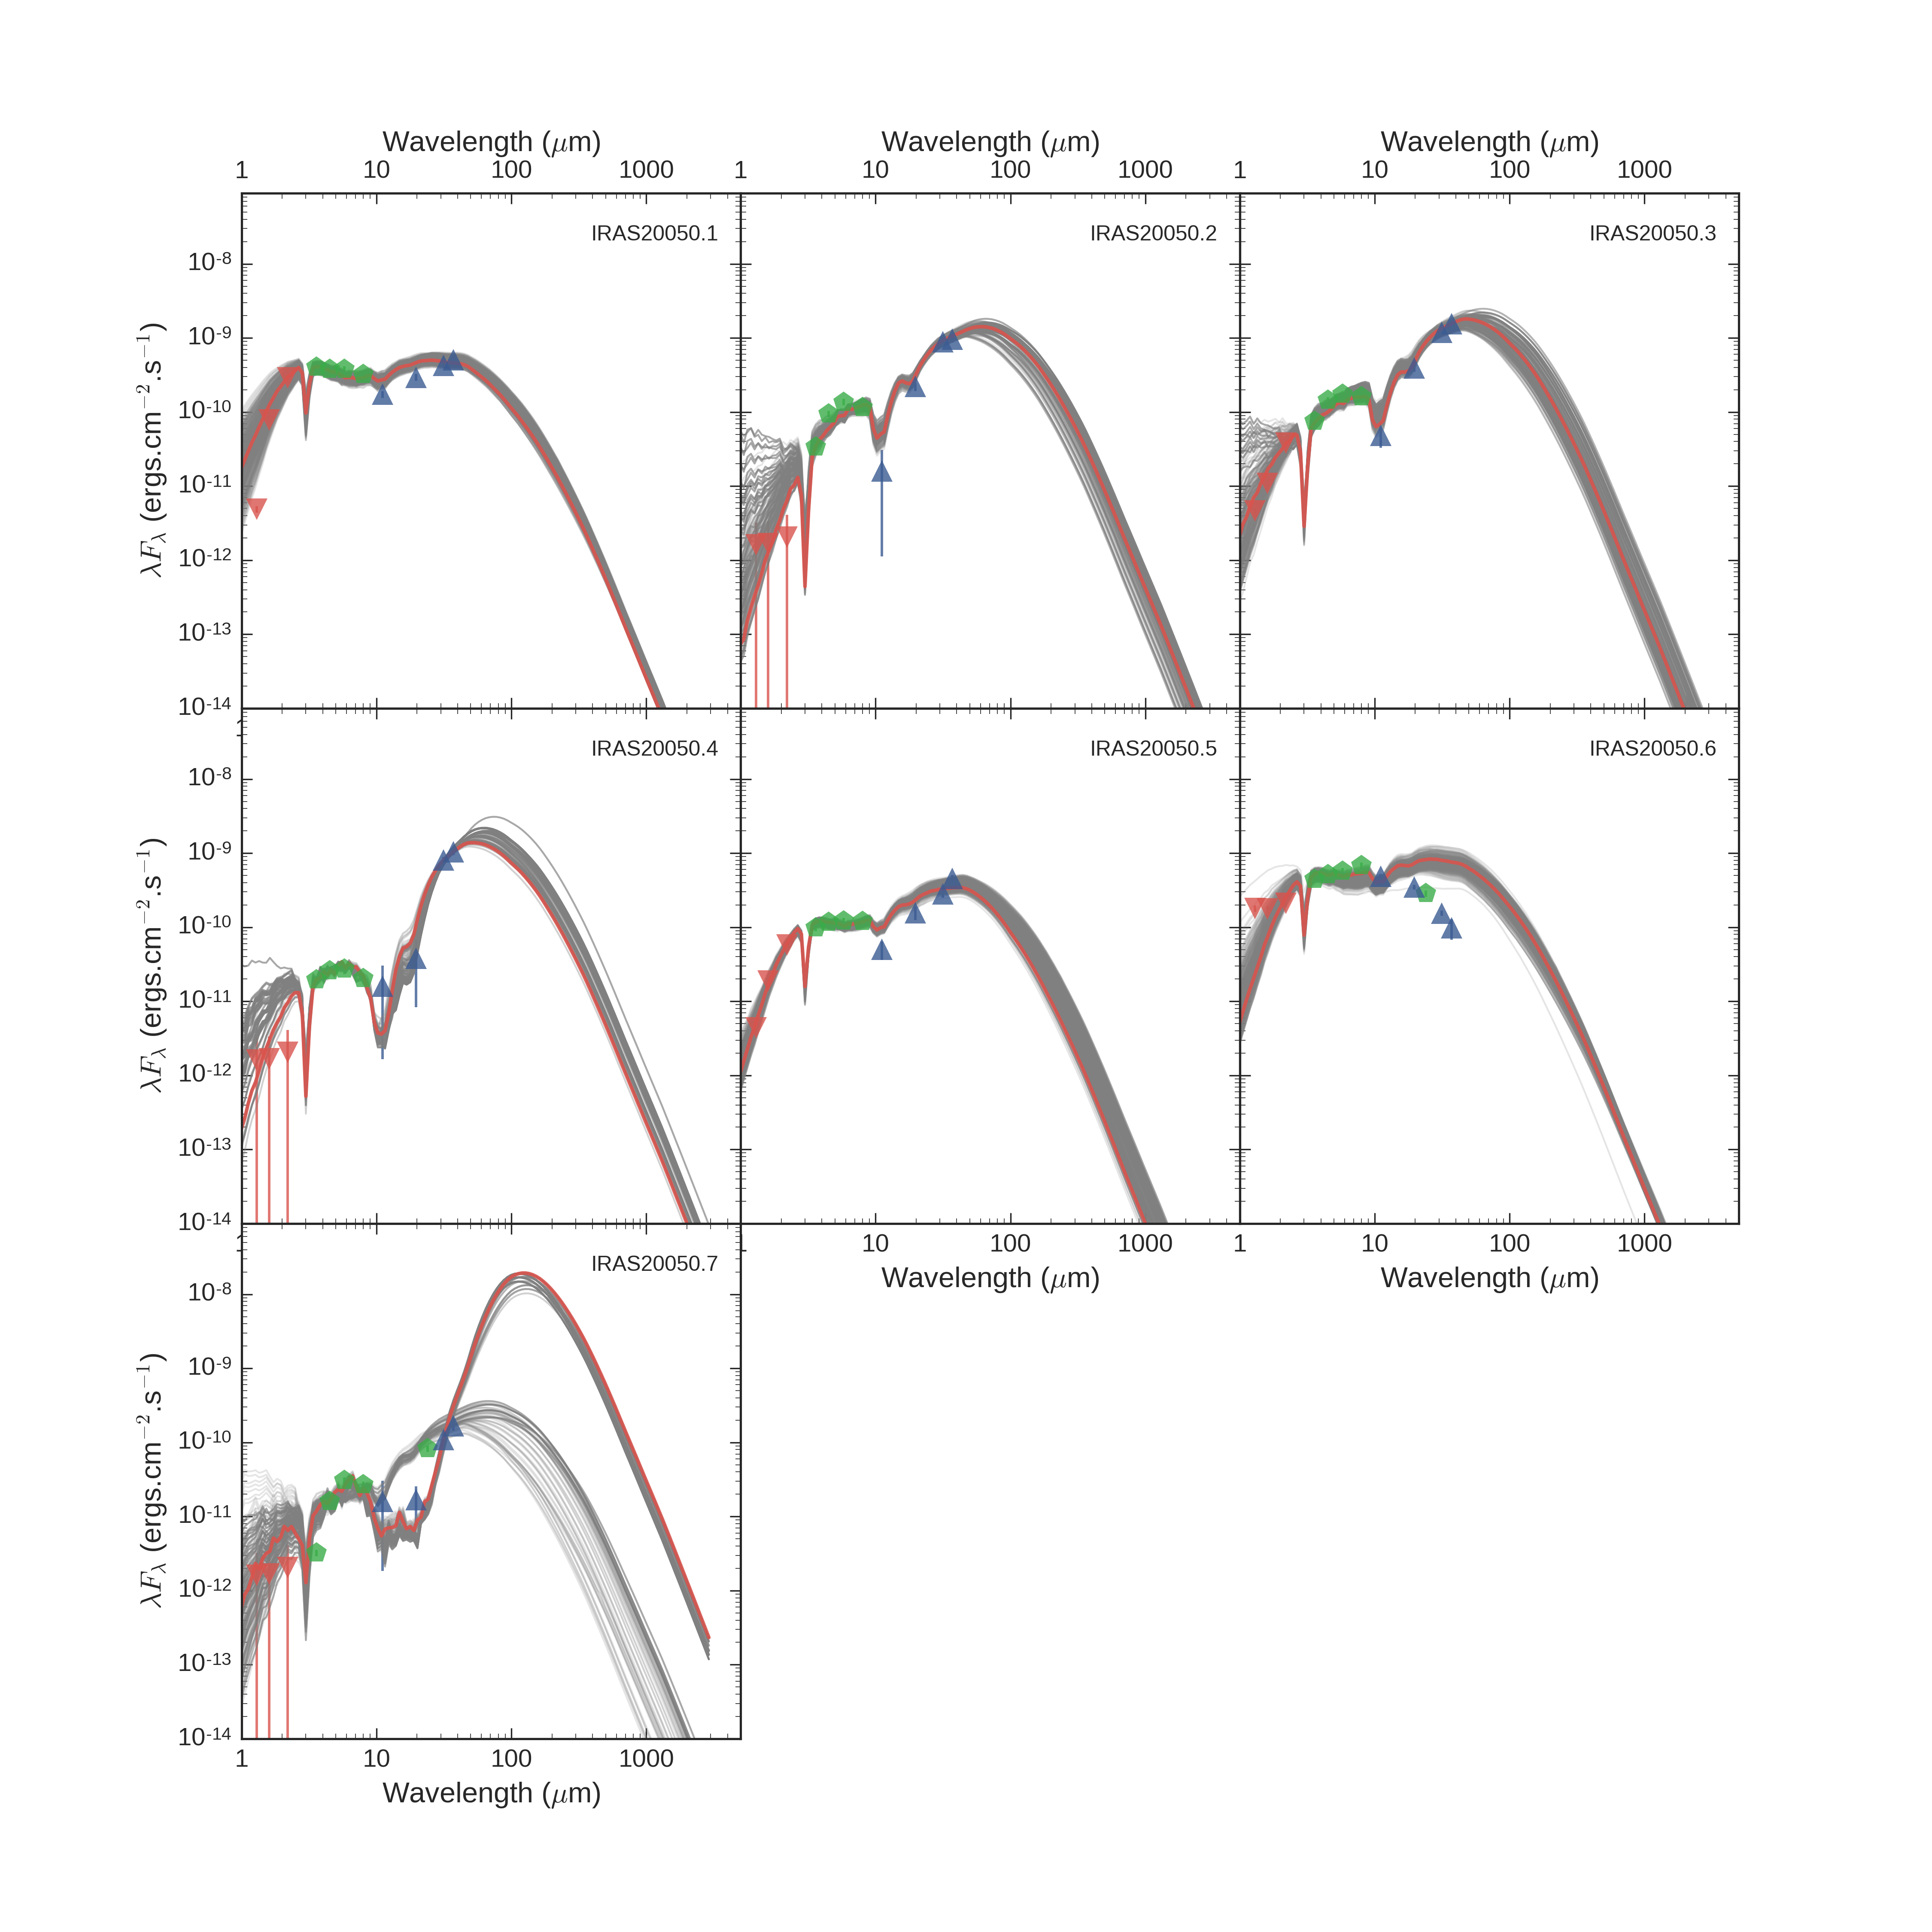 Wavelength (μm) Wavelength (μm) Wavelength (μm)
1 10 100 1000 1 10 100 1000 1 10 100 1000
IRAS20050.1 IRAS20050.2 IRAS20050.3
10-8
10-9
10-10
10-11
10-12
10-13
10-14
λFλ (ergs.cm−2.s−1)
IRAS20050.4 IRAS20050.5 IRAS20050.6
10-8
10-9
10-10
10-11
10-12
10-13
10-14
λFλ (ergs.cm−2.s−1)
10 100 1000 1 10 100 1000
Wavelength (μm) Wavelength (μm)
IRAS20050.7
10-8
10-9
10-10
10-11
10-12
10-13
10-14
λFλ (ergs.cm−2.s−1)
1 10 100 1000
Wavelength (μm)